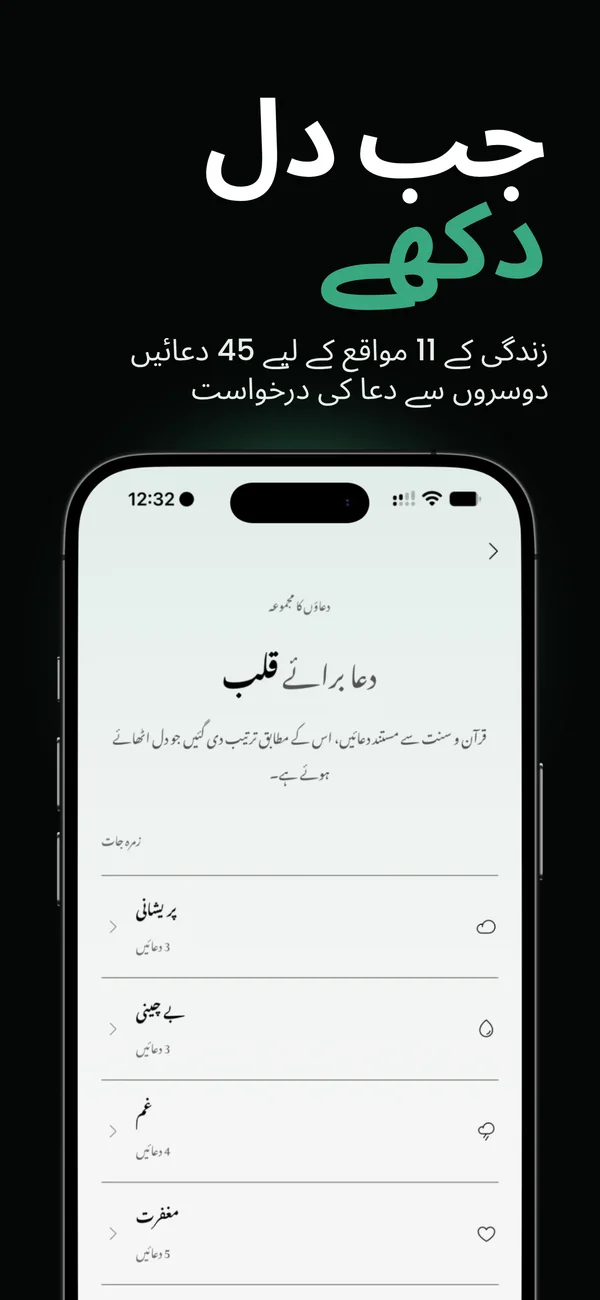 جب دل
دکھے
زندگی کے 11 مواقع کے لیے 45 دعائیں
دوسروں سے دعا کی درخواست
12:32
دعاؤں کا مجموعہ
دعا برائے قلب
قرآن و سنت سے مستند دعائیں، اس کے مطابق ترتیب دی گئیں جو دل اٹھائے
ہوئے ہے۔
زمرہ جات
پریشانی
3 دعائیں
بے چینی
3 دعائیں
غم
4 دعائیں
مغفرت
5 دعائیں